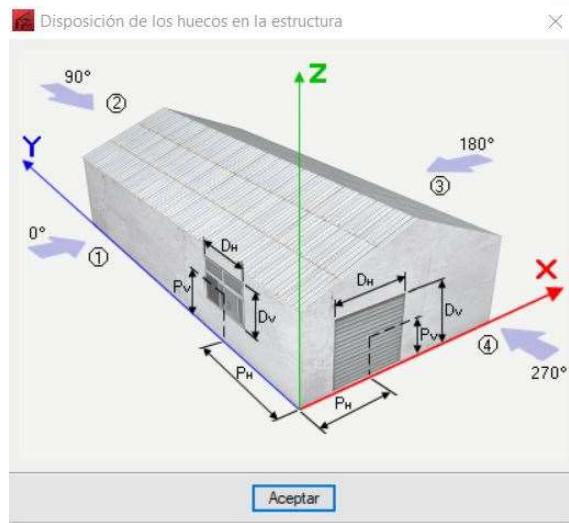 Disposición de los huecos en la estructura
90°
②
Z
Y
180°
③
0°
①
DH
PV
DV
DH
X
DV
PV
④
PH
270°
PH
Aceptar